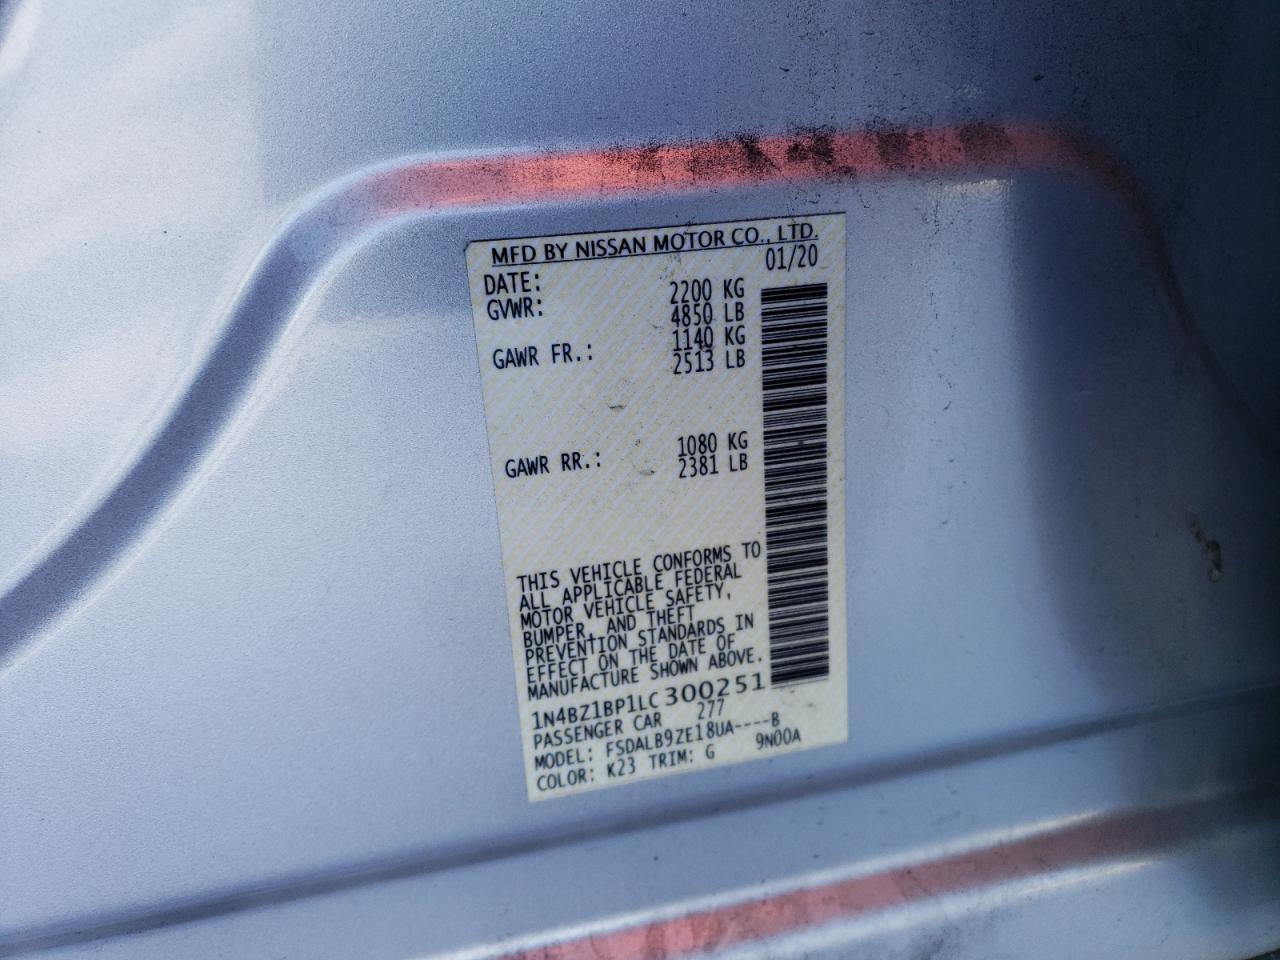 MFD BY NISSAN MOTOR CO., LTD.
DATE: 01/20
GVWR: 2200 KG
4850 LB
GAWR FR.: 1140 KG
2513 LB
GAWR RR.: 1080 KG
2381 LB
THIS VEHICLE CONFORMS TO
ALL APPLICABLE FEDERAL
MOTOR VEHICLE SAFETY,
BUMPER, AND THEFT
PREVENTION STANDARDS IN
EFFECT ON THE DATE OF
MANUFACTURE SHOWN ABOVE.
1N4BZ1BP1LC300251
PASSENGER CAR 277
MODEL: FSDALB9ZE18UA----B
COLOR: K23 TRIM: G 9N00A